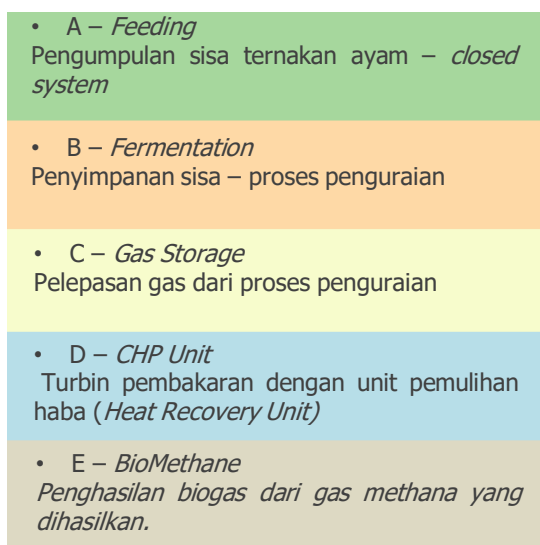 • A – Feeding
Pengumpulan sisa ternakan ayam – closed
system
• B – Fermentation
Penyimpanan sisa – proses penguraian
• C – Gas Storage
Pelepasan gas dari proses penguraian
• D – CHP Unit
Turbin pembakaran dengan unit pemulihan
haba (Heat Recovery Unit)
• E – BioMethane
Penghasilan biogas dari gas methana yang
dihasilkan.